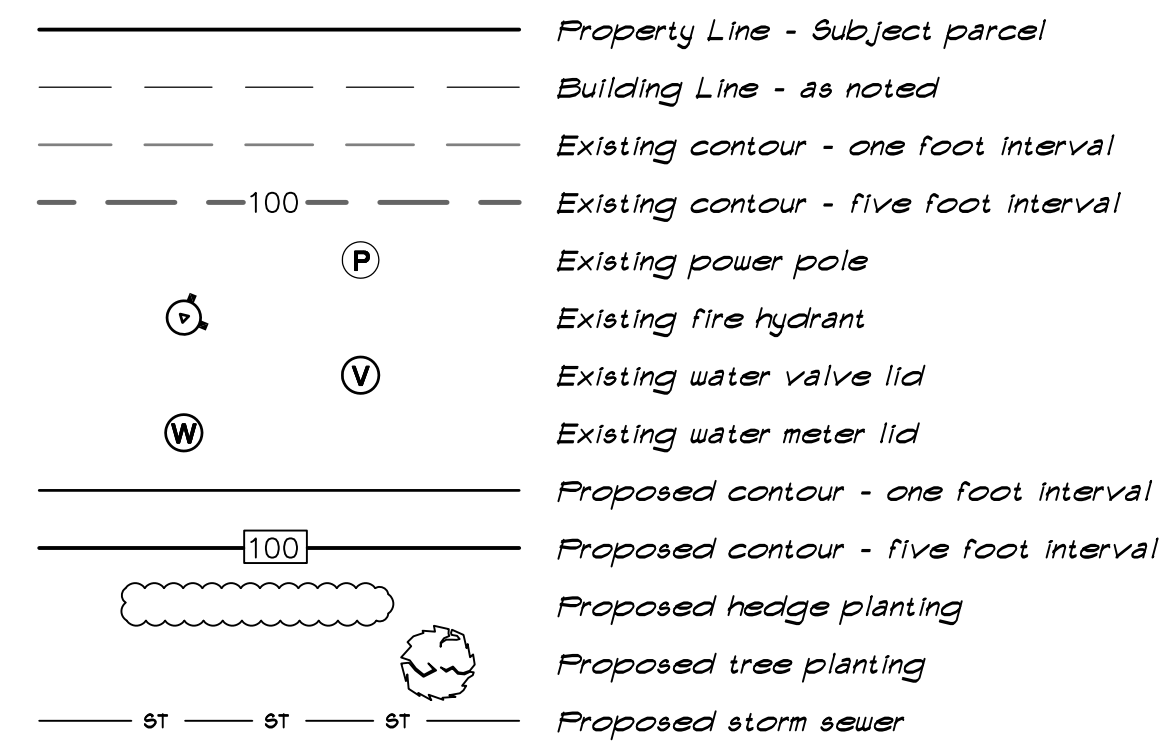 Property Line - Subject parcel
Building Line - as noted
Existing contour - one foot interval
100 Existing contour - five foot interval
P Existing power pole
Existing fire hydrant
V Existing water valve lid
W Existing water meter lid
Proposed contour - one foot interval
100 Proposed contour - five foot interval
Proposed hedge planting
Proposed tree planting
ST ST ST Proposed storm sewer